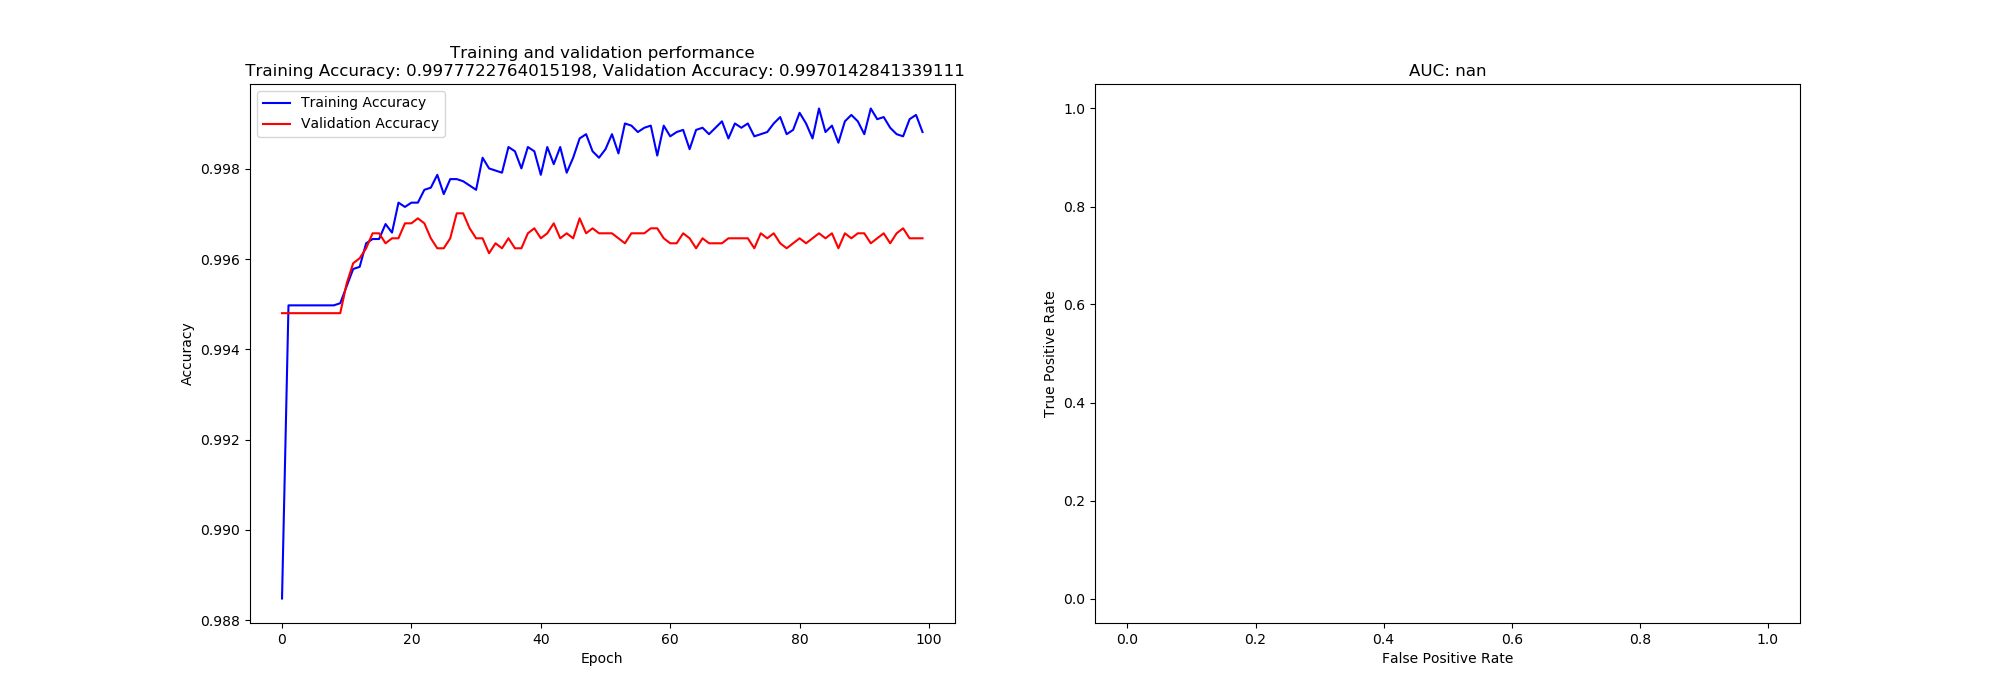 Training and validation performance
Training Accuracy: 0.9977722764015198, Validation Accuracy: 0.9970142841339111
Training Accuracy
Validation Accuracy
0.998
0.996
0.994
0.992
0.990
0.988
Accuracy
0
20
40
60
80
100
Epoch
AUC: nan
1.0
0.8
0.6
0.4
0.2
0.0
True Positive Rate
0.0
0.2
0.4
0.6
0.8
1.0
False Positive Rate